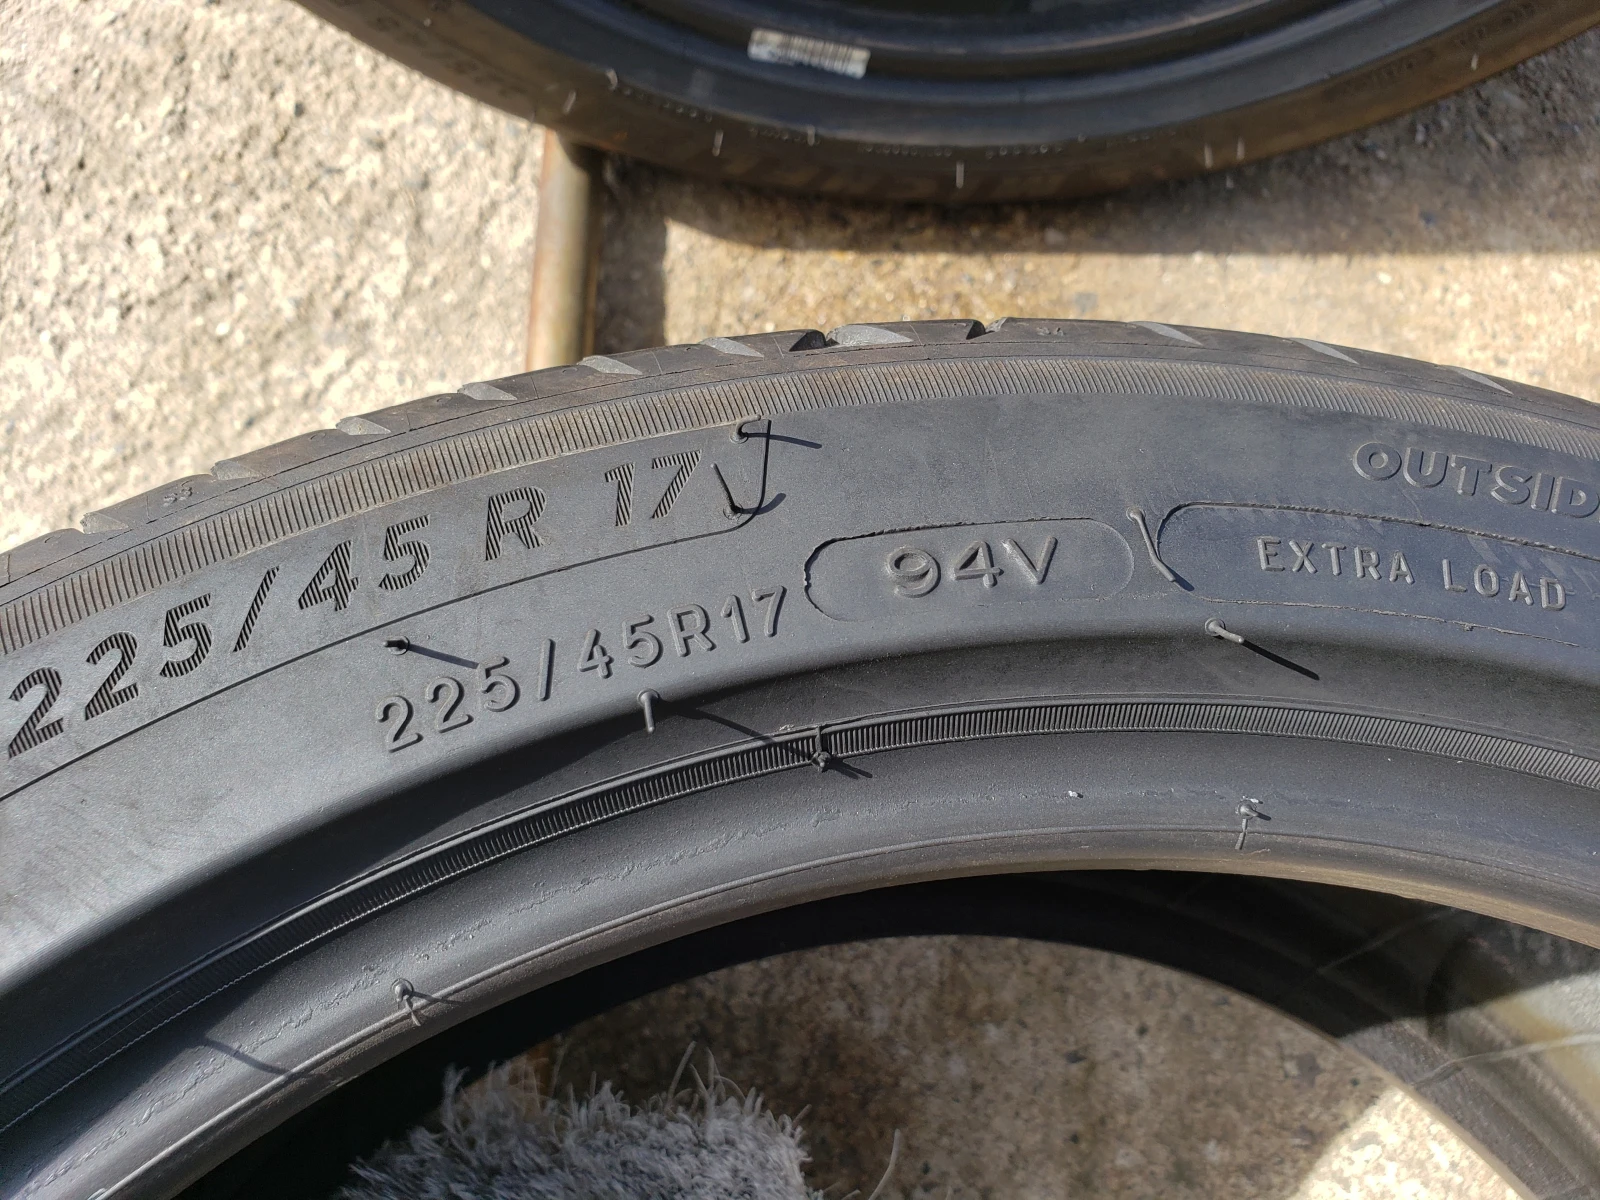 225/45 R 17
225/45R17
94V
OUTSID
EXTRA LOAD